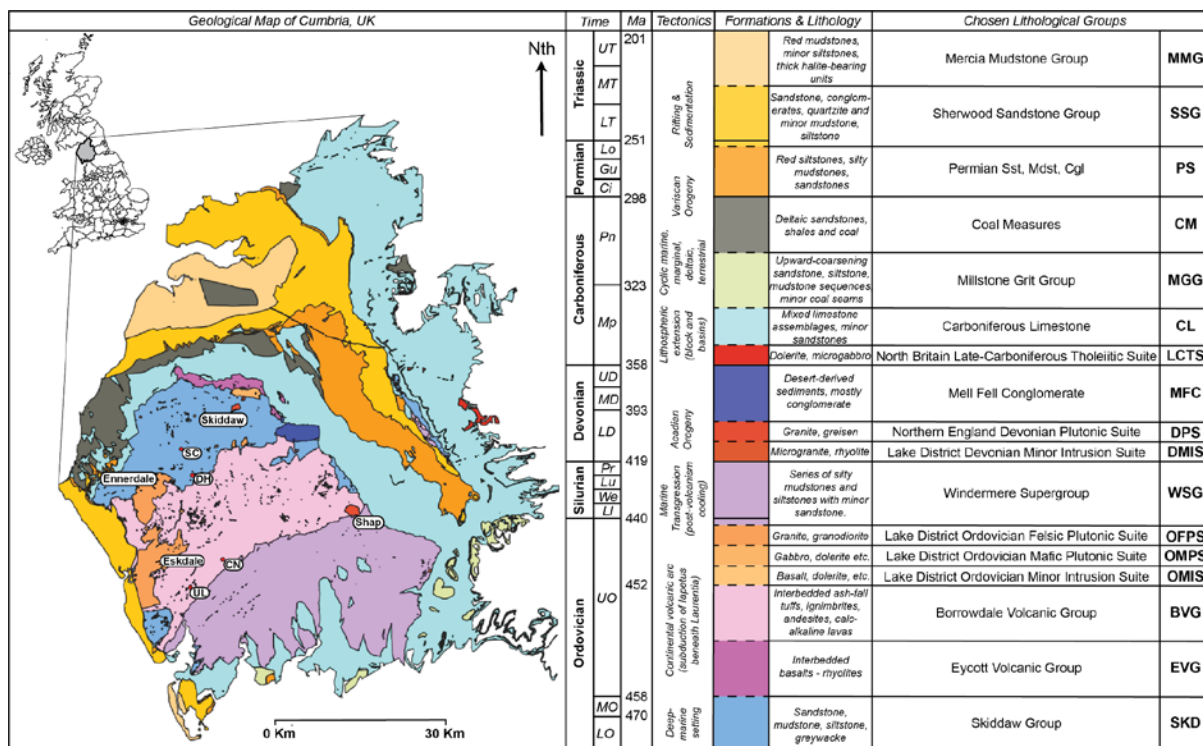 Geological Map of Cumbria, UK
Time
Ma
Tectonics
Formations & Lithology
Chosen Lithological Groups
Nth
Skiddaw
SC
Ennerdale
DH
Shap
Eskdale
CN
UL
0 Km
30 Km
Triassic
UT
MT
LT
Permian
Lo
Gu
Ci
Carboniferous
Pn
Mp
Devonian
UD
MD
LD
Silurian
Pr
Lu
We
Ll
Ordovician
UO
MO
LO
201
251
298
323
358
393
419
440
452
458
470
Rifting &
Sedimentation
Variscan
Orogeny
Cyclic marine,
marginal,
deltoic,
terrestrial
Lithospheric
extension
(block and
basins)
Acadian
Orogeny
Marine
Transgression
(post-volcanism
cooling)
Continental volcanic arc
(subduction of Iapetus
beneath Laurentia)
Deep-
marine
setting
Red mudstones,
minor siltstones,
thick halite-bearing
units
Mercia Mudstone Group
MMG
Sandstone, conglom-
erates, quartzite and
minor mudstone,
siltstone
Sherwood Sandstone Group
SSG
Red siltstones, silty
mudstones,
sandstones
Permian Sst, Mdst, Cgl
PS
Deltaic sandstones,
shales and coal
Coal Measures
CM
Upward-coarsening
sandstone, siltstone,
mudstone sequences,
minor coal seams
Millstone Grit Group
MGG
Mixed limestone
assemblages, minor
sandstones
Carboniferous Limestone
CL
Dolerite, microgabbro
North Britain Late-Carboniferous Tholeiitic Suite
LCTS
Desert-derived
sediments, mostly
conglomerate
Mell Fell Conglomerate
MFC
Granite, greisen
Northern England Devonian Plutonic Suite
DPS
Microgranite, rhyolite
Lake District Devonian Minor Intrusion Suite
DMIS
Series of silty
mudstones and
siltstones with minor
sandstone.
Windermere Supergroup
WSG
Granite, granodiorite
Lake District Ordovician Felsic Plutonic Suite
OFPS
Gabbro, dolerite etc.
Lake District Ordovician Mafic Plutonic Suite
OMPS
Basalt, dolerite, etc.
Lake District Ordovician Minor Intrusion Suite
OMIS
Interbedded ash-fall
tuffs, ignimbrites,
andesites, calc-
alkaline lavas
Borrowdale Volcanic Group
BVG
Interbedded
basalts - rhyolites
Eycott Volcanic Group
EVG
Sandstone,
mudstone, siltstone,
greywacke
Skiddaw Group
SKD